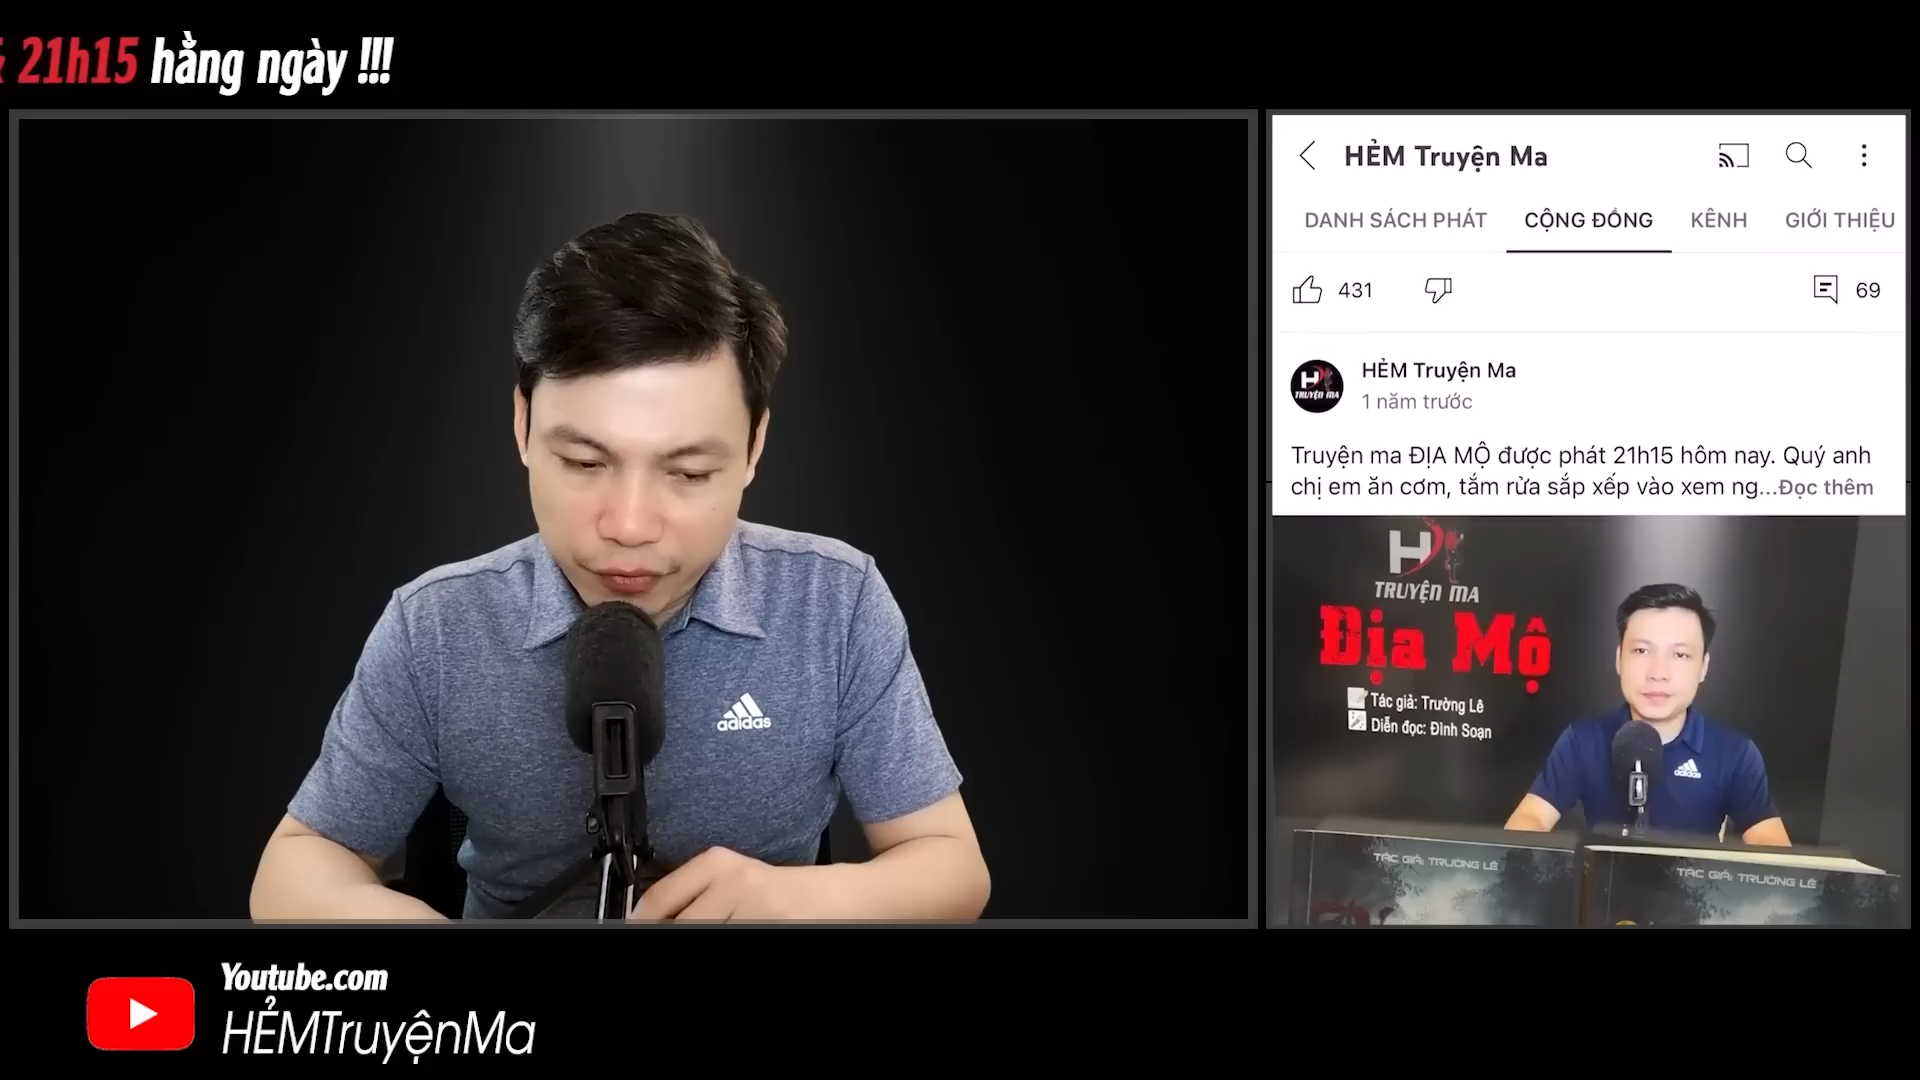 21h15 hằng ngày !!!
HẺM Truyện Ma
DANH SÁCH PHÁT CỘNG ĐỒNG KÊNH GIỚI THIỆU
431 69
HẺM Truyện Ma
1 năm trước
Truyện ma ĐỊA MỘ được phát 21h15 hôm nay. Quý anh
chị em ăn cơm, tắm rửa sắp xếp vào xem ng...Đọc thêm
H
TRUYỆN MA
H
TRUYỆN MA
Địa Mộ
Tác giả: Trường Lê
Diễn đọc: Đình Soạn
adidas
adidas
TÁC GIẢ: TRƯỜNG LÊ
TÁC GIẢ: TRƯỜNG LÊ
Youtube.com
HẺMTruyệnMa